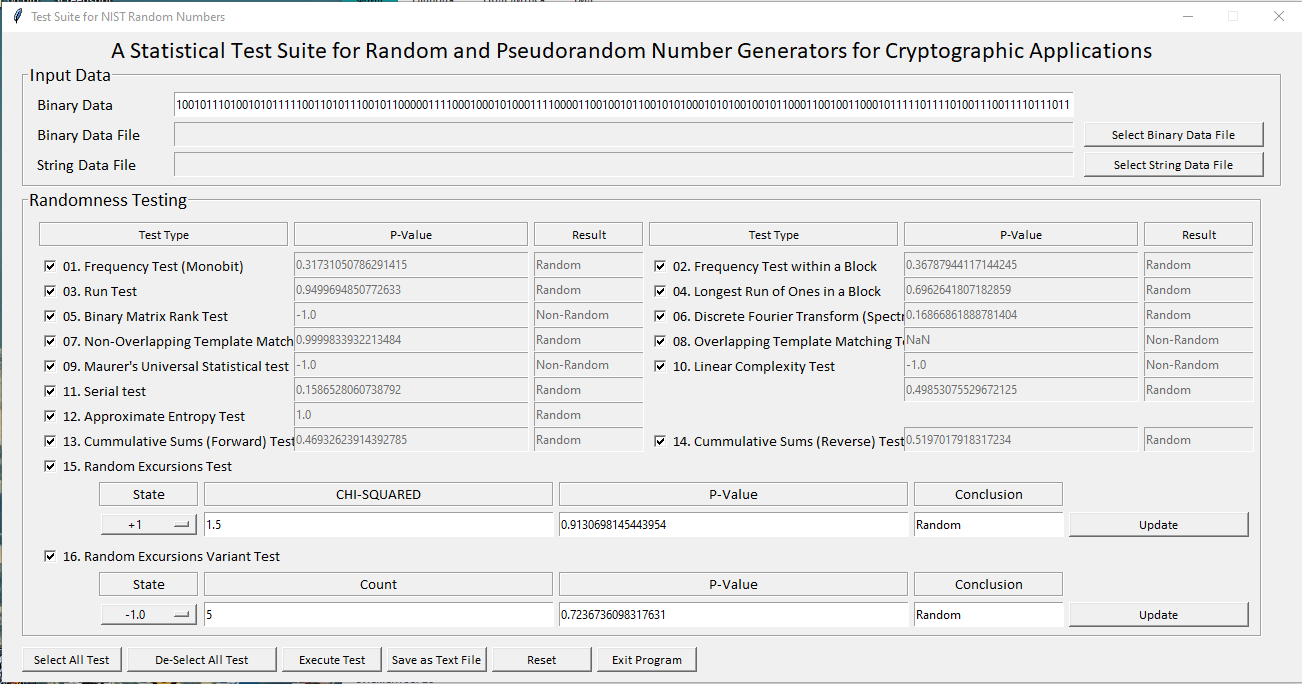 Test Suite for NIST Random Numbers
A Statistical Test Suite for Random and Pseudorandom Number Generators for Cryptographic Applications
Input Data
Binary Data
Binary Data File Select Binary Data File
String Data File Select String Data File
Randomness Testing
Test Type P-Value Result Test Type P-Value Result
01. Frequency Test (Monobit) 0.31731050786291415 Random 02. Frequency Test within a Block 0.36787944117144245 Random
03. Run Test 0.9499694850772633 Random 04. Longest Run of Ones in a Block 0.6962641807182859 Random
05. Binary Matrix Rank Test -1.0 Non-Random 06. Discrete Fourier Transform (Spectr 0.16866861888781404 Random
07. Non-Overlapping Template Match 0.9999833932213484 Random 08. Overlapping Template Matching T NaN Non-Random
09. Maurer's Universal Statistical test -1.0 Non-Random 10. Linear Complexity Test -1.0 Non-Random
11. Serial test 0.1586528060738792 Random 0.49853075529672125 Random
12. Approximate Entropy Test 1.0 Random
13. Cummulative Sums (Forward) Test 0.46932623914392785 Random 14. Cummulative Sums (Reverse) Test 0.5197017918317234 Random
15. Random Excursions Test
State CHI-SQUARED P-Value Conclusion
+1 1.5 0.9130698145443954 Random Update
16. Random Excursions Variant Test
State Count P-Value Conclusion
-1.0 5 0.7236736098317631 Random Update
Select All Test De-Select All Test Execute Test Save as Text File Reset Exit Program